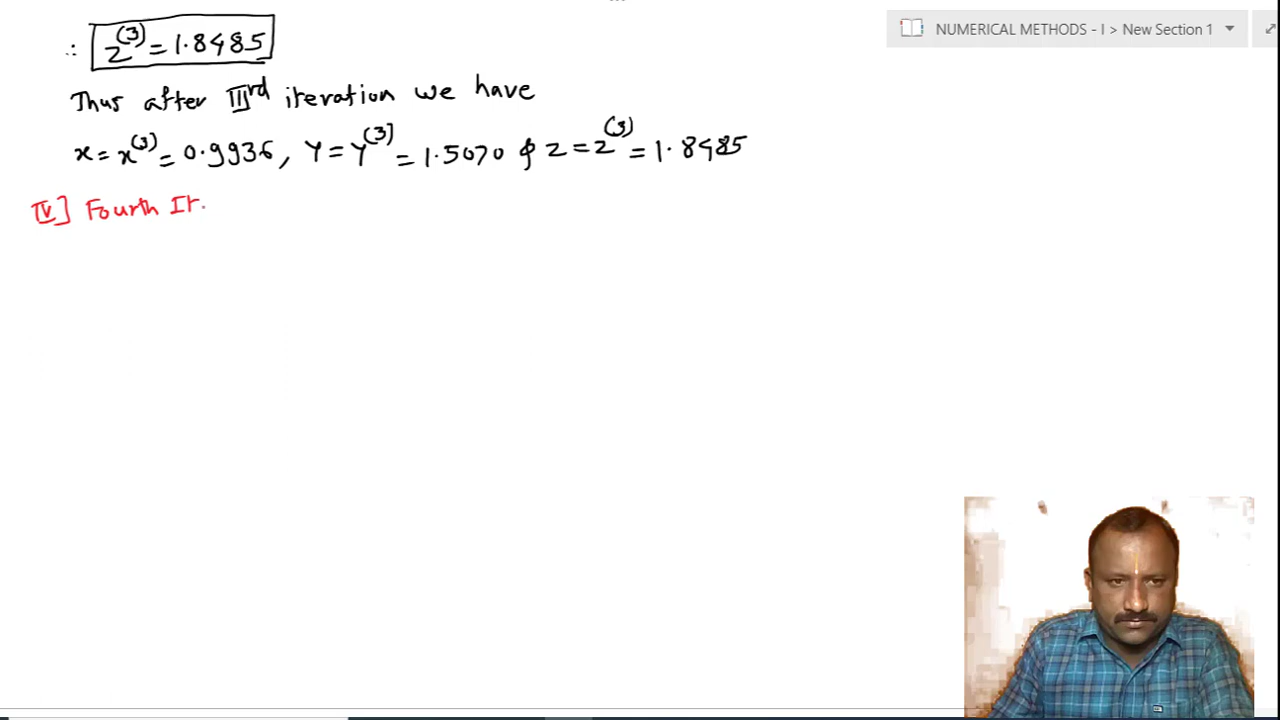 NUMERICAL METHODS - I > New Section 1
∴ z^(3) = 1.8485
Thus after IIIrd iteration we have
x = x^(3) = 0.9936, y = y^(3) = 1.5070 & z = z^(3) = 1.8485
IV] Fourth It.